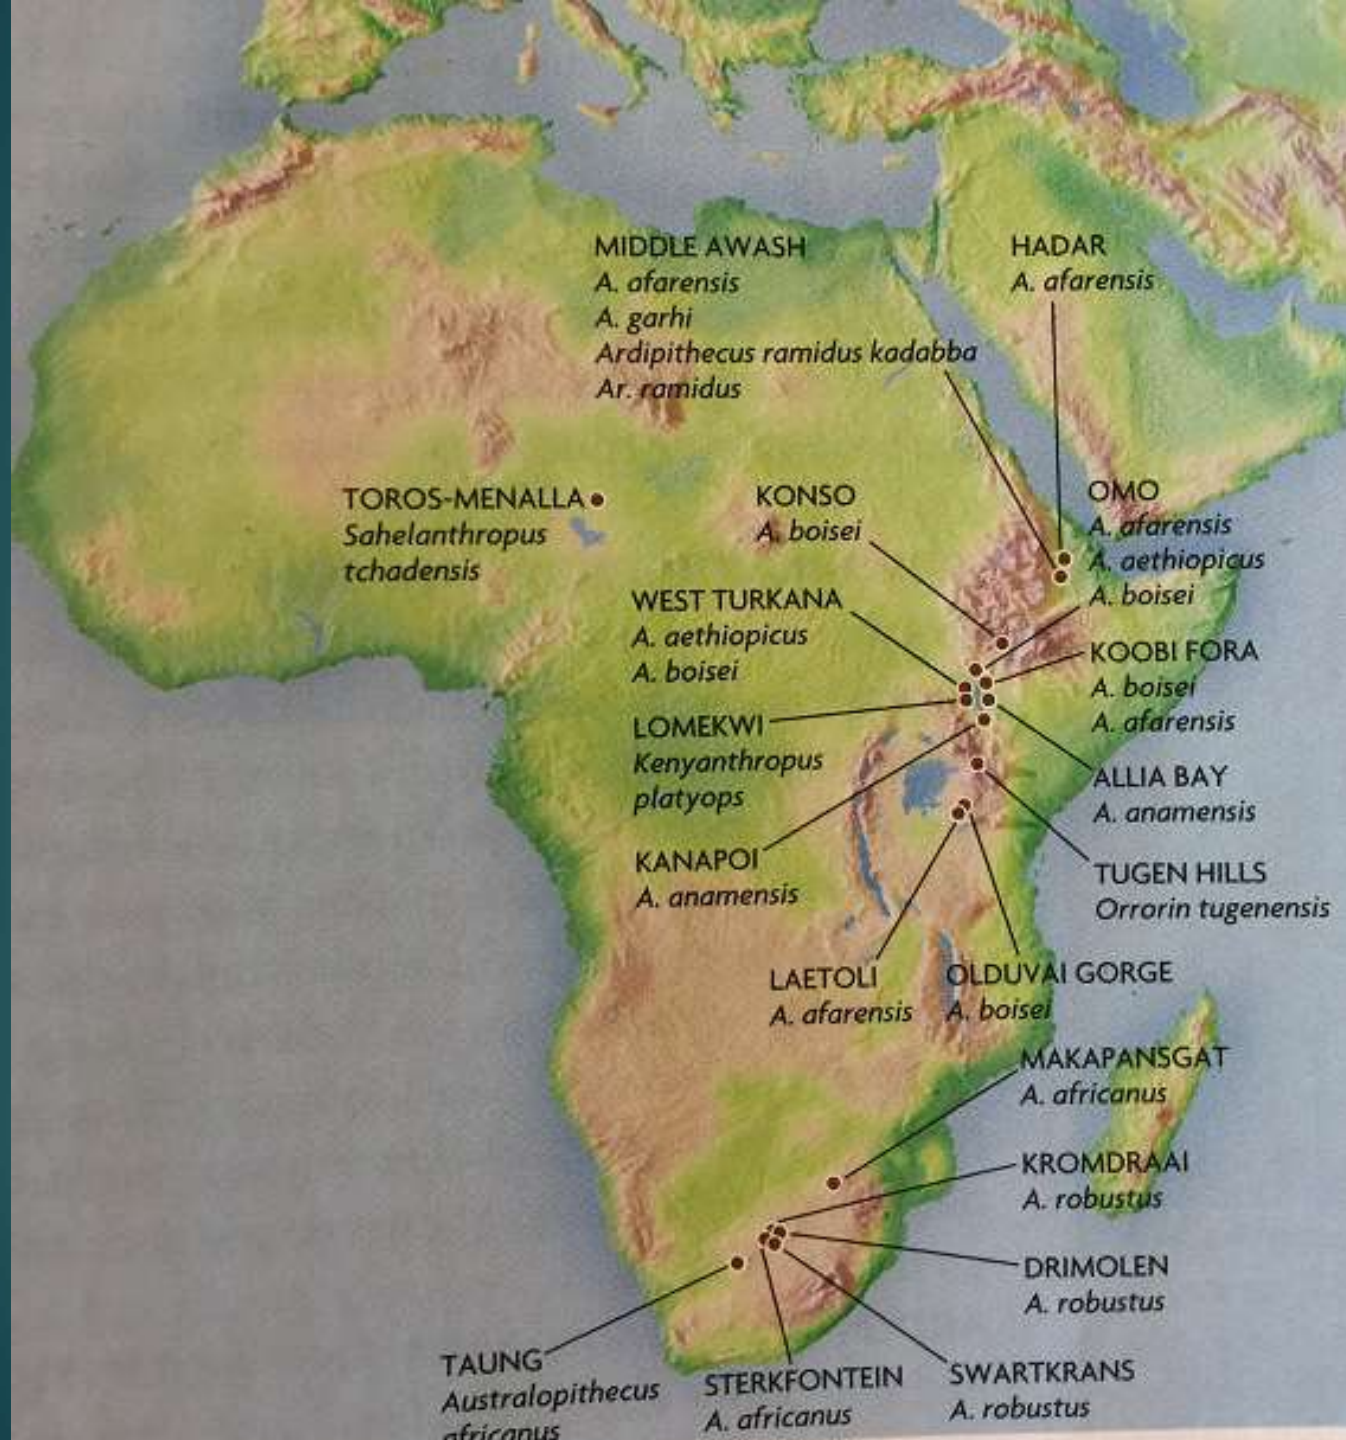 MIDDLE AWASH
A. afarensis
A. garhi
Ardipithecus ramidus kadabba
Ar. ramidus
HADAR
A. afarensis
TOROS-MENALLA
Sahelanthropus
tchadensis
KONSO
A. boisei
OMO
A. afarensis
A. aethiopicus
A. boisei
WEST TURKANA
A. aethiopicus
A. boisei
KOOBI FORA
A. boisei
A. afarensis
LOMEKWI
Kenyanthropus
platyops
ALLIA BAY
A. anamensis
KANAPOI
A. anamensis
TUGEN HILLS
Orrorin tugenensis
LAETOLI
A. afarensis
OLDUVAI GORGE
A. boisei
MAKAPANSGAT
A. africanus
KROMDRAAI
A. robustus
DRIMOLEN
A. robustus
TAUNG
Australopithecus
africanus
STERKFONTEIN
A. africanus
SWARTKRANS
A. robustus